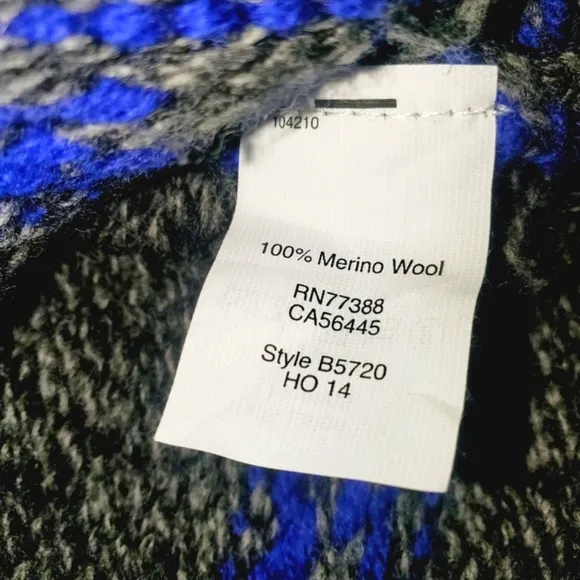 104210
100% Merino Wool
RN77388
CA56445
Style B5720
HO 14